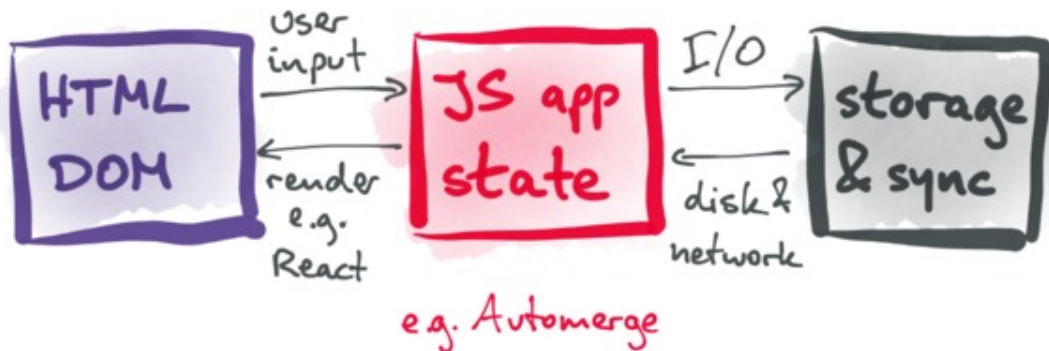 HTML
DOM
user
input
render
e.g.
React
JS app
state
e.g. Automerge
I/O
disk &
network
storage
& sync